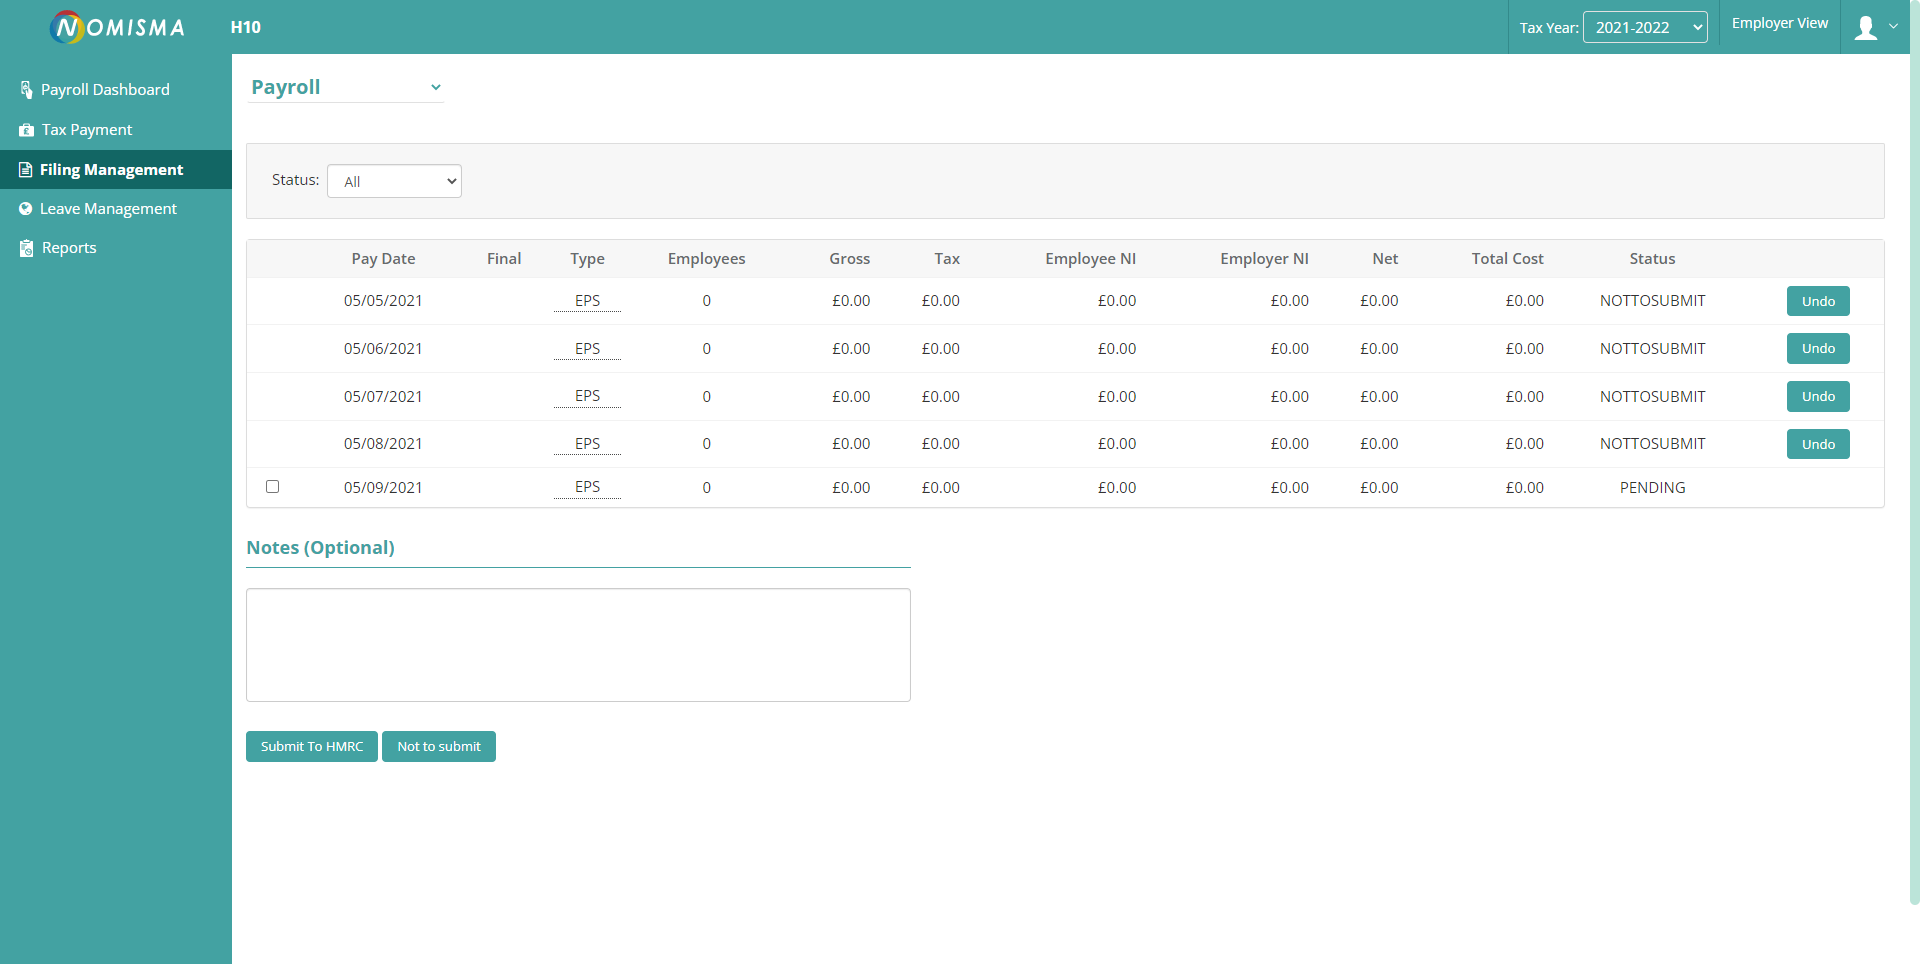 NOMISMA H10 Tax Year: 2021-2022 Employer View
Payroll Dashboard
Tax Payment
Filing Management
Leave Management
Reports
Payroll
Status: All
Pay Date Final Type Employees Gross Tax Employee NI Employer NI Net Total Cost Status
05/05/2021 EPS 0 £0.00 £0.00 £0.00 £0.00 £0.00 £0.00 NOTTOSUBMIT Undo
05/06/2021 EPS 0 £0.00 £0.00 £0.00 £0.00 £0.00 £0.00 NOTTOSUBMIT Undo
05/07/2021 EPS 0 £0.00 £0.00 £0.00 £0.00 £0.00 £0.00 NOTTOSUBMIT Undo
05/08/2021 EPS 0 £0.00 £0.00 £0.00 £0.00 £0.00 £0.00 NOTTOSUBMIT Undo
05/09/2021 EPS 0 £0.00 £0.00 £0.00 £0.00 £0.00 £0.00 PENDING
Notes (Optional)
Submit To HMRC Not to submit